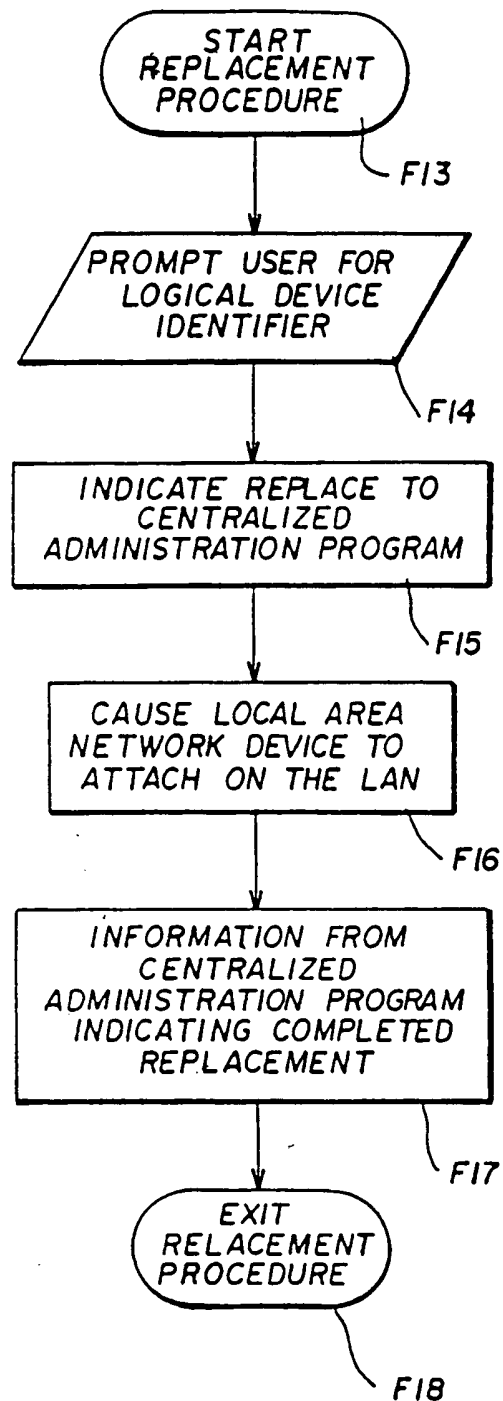 START
REPLACEMENT
PROCEDURE
F13
PROMPT USER FOR
LOGICAL DEVICE
IDENTIFIER
F14
INDICATE REPLACE TO
CENTRALIZED
ADMINISTRATION PROGRAM
F15
CAUSE LOCAL AREA
NETWORK DEVICE TO
ATTACH ON THE LAN
F16
INFORMATION FROM
CENTRALIZED
ADMINISTRATION PROGRAM
INDICATING COMPLETED
REPLACEMENT
F17
EXIT
RELACEMENT
PROCEDURE
F18